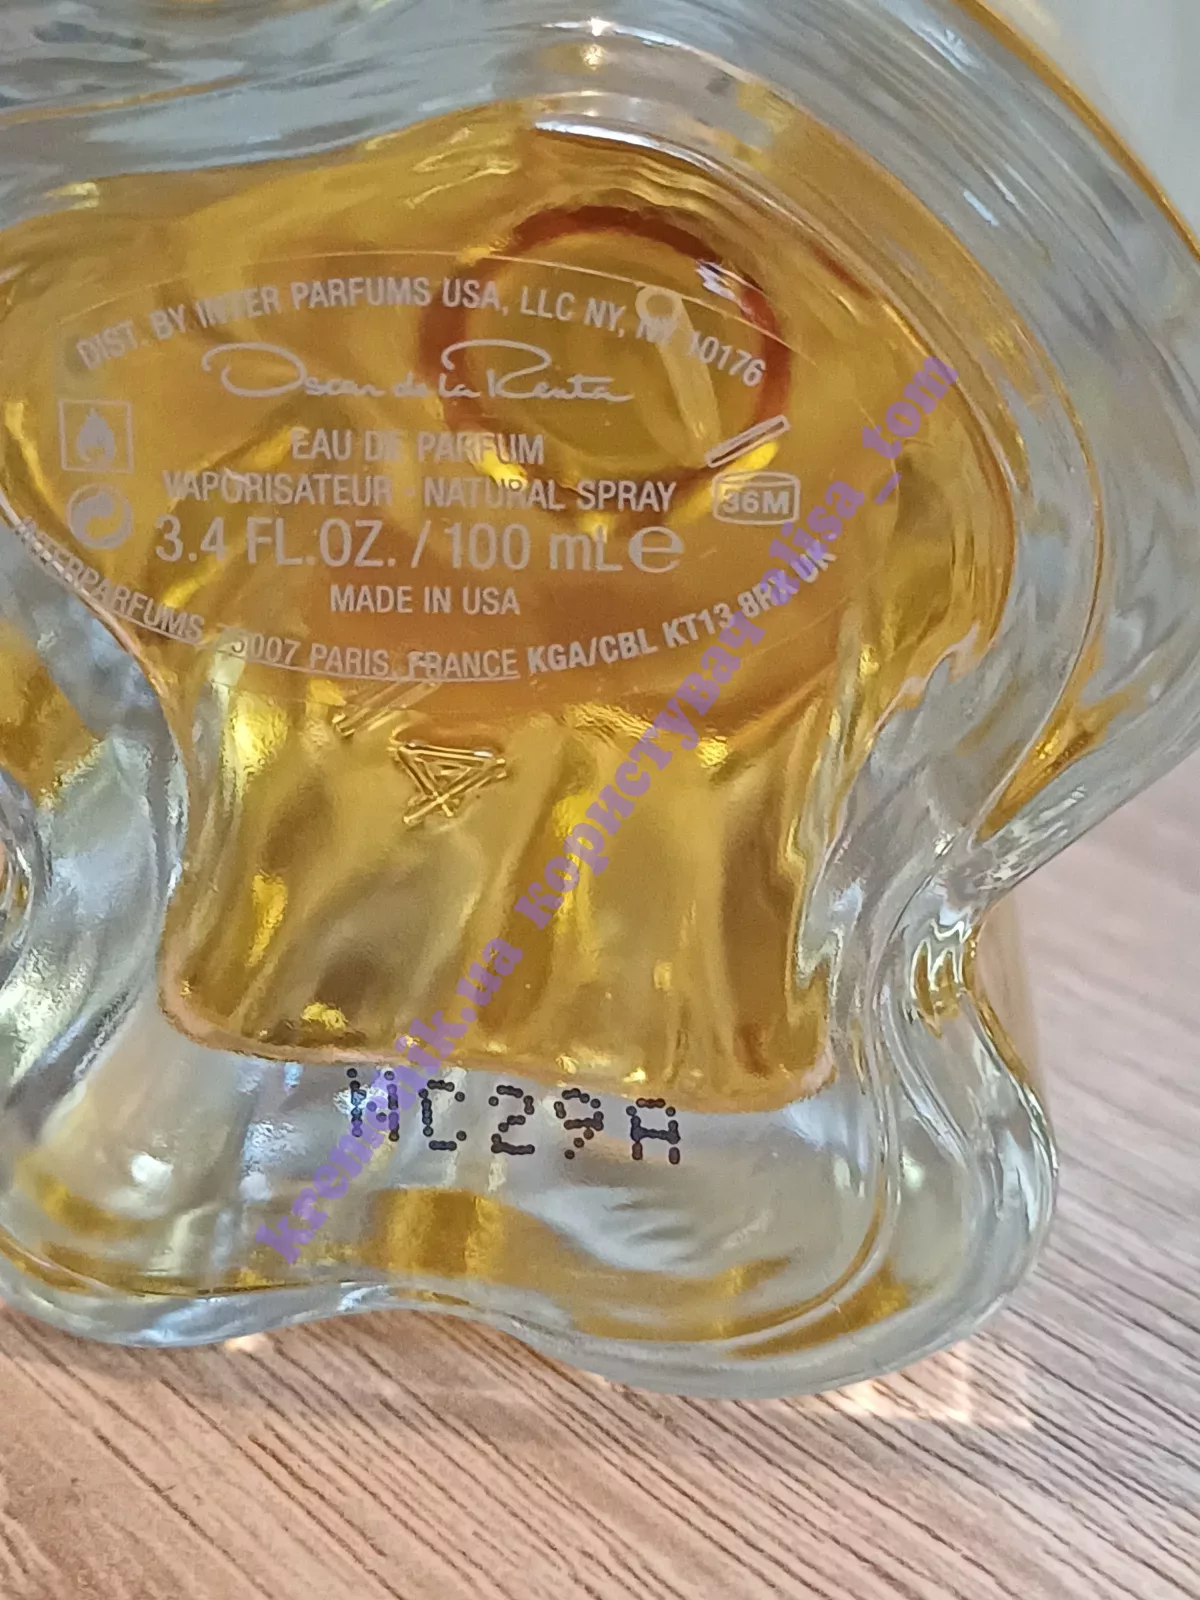 DIST. BY INTER PARFUMS USA, LLC NY, NY 10176
Oscar de la Renta
EAU DE PARFUM
VAPORISATEUR - NATURAL SPRAY
36M
3.4 FL.OZ. / 100 mL e
MADE IN USA
INTERPARFUMS 75007 PARIS, FRANCE KGA/CBL KT13 8RX UK
WC29A
kremenik.ua користувач alisa_tom